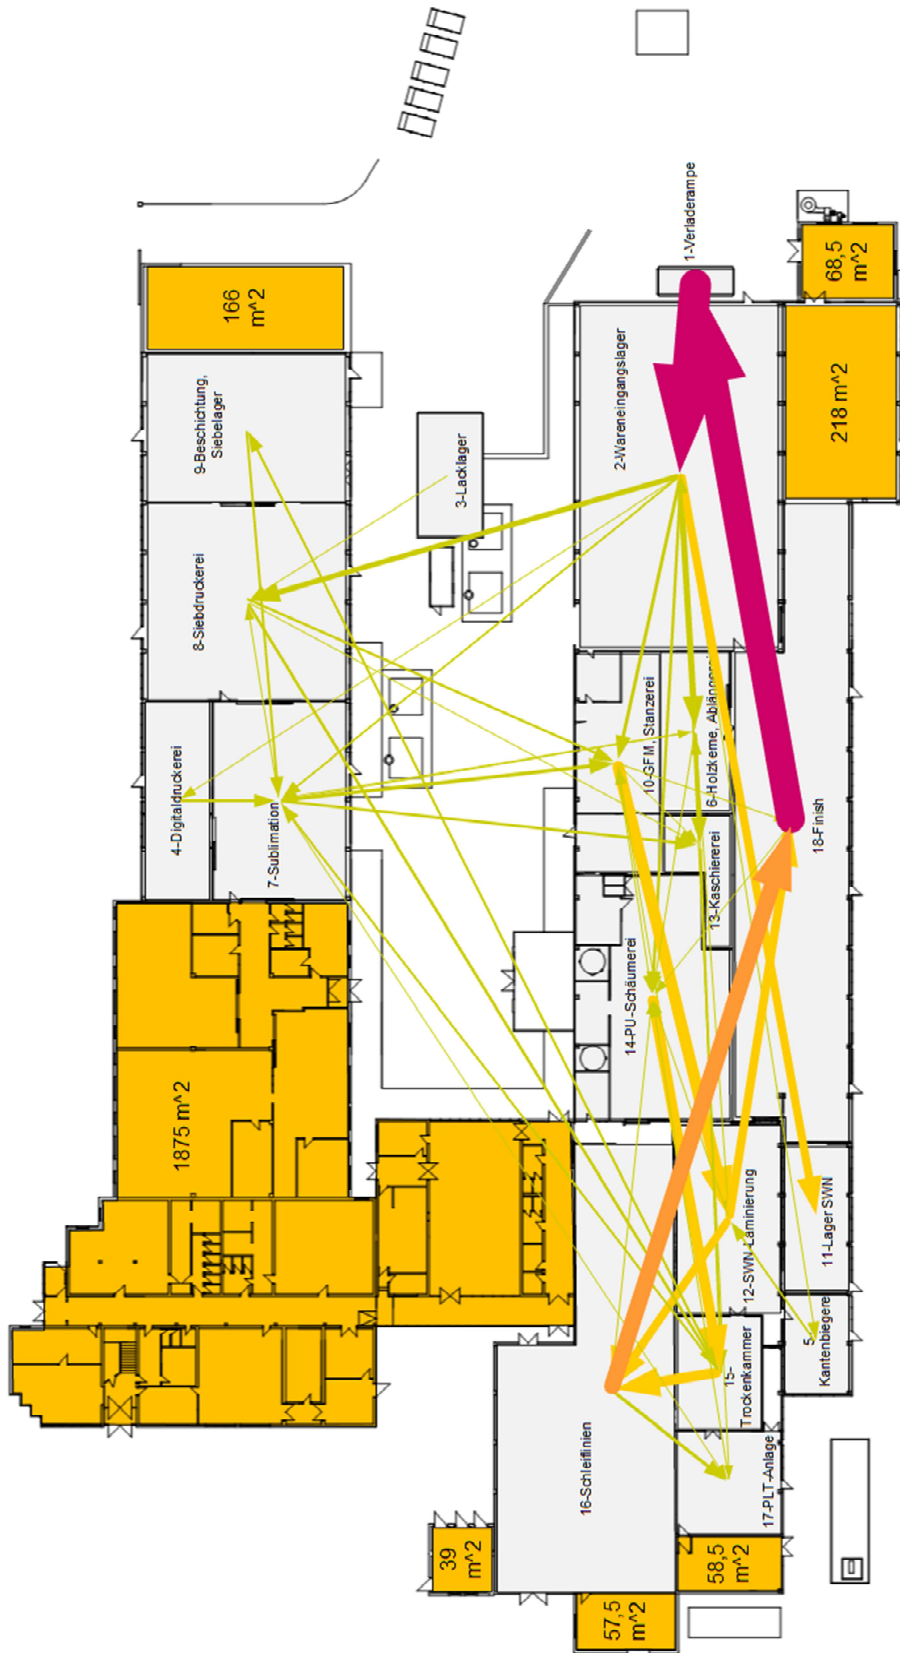 1-Verladerampe
68,5
m^2
166
m^2
218 m^2
9-Beschichtung,
Siebelager
2-Wareneingangslager
3-Lacklager
8-Siebdruckerei
10-GFM, Stanzerei
6-Holzkerne, Ablängerei
4-Digitaldruckerei
7-Sublimation
18-Finish
13-Kaschiererei
14-PU-Schäumerei
1875 m^2
11-Lager SWN
12-SWN-Laminierung
5-
Kantenbiegerei
15-
Trockenkammer
16-Schleiflinien
17-PLT-Anlage
39
m^2
58,5
m^2
57,5
m^2